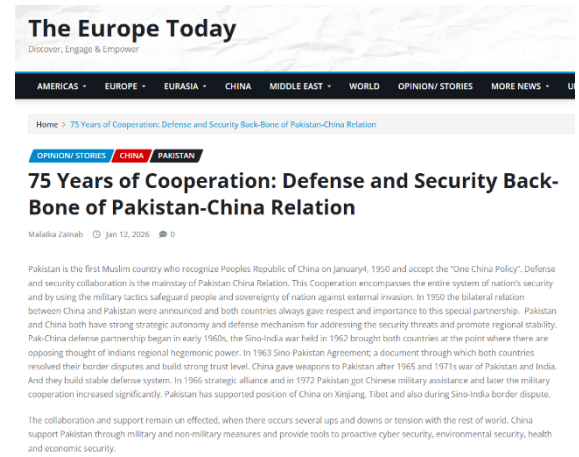 The Europe Today
Discover, Engage & Empower
AMERICAS EUROPE EURASIA CHINA MIDDLE EAST WORLD OPINION/ STORIES MORE NEWS
Home > 75 Years of Cooperation: Defense and Security Back-Bone of Pakistan-China Relation
OPINION/ STORIES CHINA PAKISTAN
75 Years of Cooperation: Defense and Security Back-
Bone of Pakistan-China Relation
Malaika Zainab Jan 12, 2026 0
Pakistan is the first Muslim country who recognize Peoples Republic of China on January4, 1950 and accept the “One China Policy”. Defense
and security collaboration is the mainstay of Pakistan China Relation. This Cooperation encompasses the entire system of nation’s security
and by using the military tactics safeguard people and sovereignty of nation against external invasion. In 1950 the bilateral relation
between China and Pakistan were announced and both countries always gave respect and importance to this special partnership. Pakistan
and China both have strong strategic autonomy and defense mechanism for addressing the security threats and promote regional stability.
Pak-China defense partnership began in early 1960s, the Sino-India war held in 1962 brought both countries at the point where there are
opposing thought of Indians regional hegemonic power. In 1963 Sino-Pakistan Agreement; a document through which both countries
resolved their border disputes and build strong trust level. China gave weapons to Pakistan after 1965 and 1971s war of Pakistan and India.
And they build stable defense system. In 1966 strategic alliance and in 1972 Pakistan got Chinese military assistance and later the military
cooperation increased significantly. Pakistan has supported position of China on Xinjiang, Tibet and also during Sino-India border dispute.
The collaboration and support remain un effected, when there occurs several ups and downs or tension with the rest of world. China
support Pakistan through military and non-military measures and provide tools to proactive cyber security, environmental security, health
and economic security.